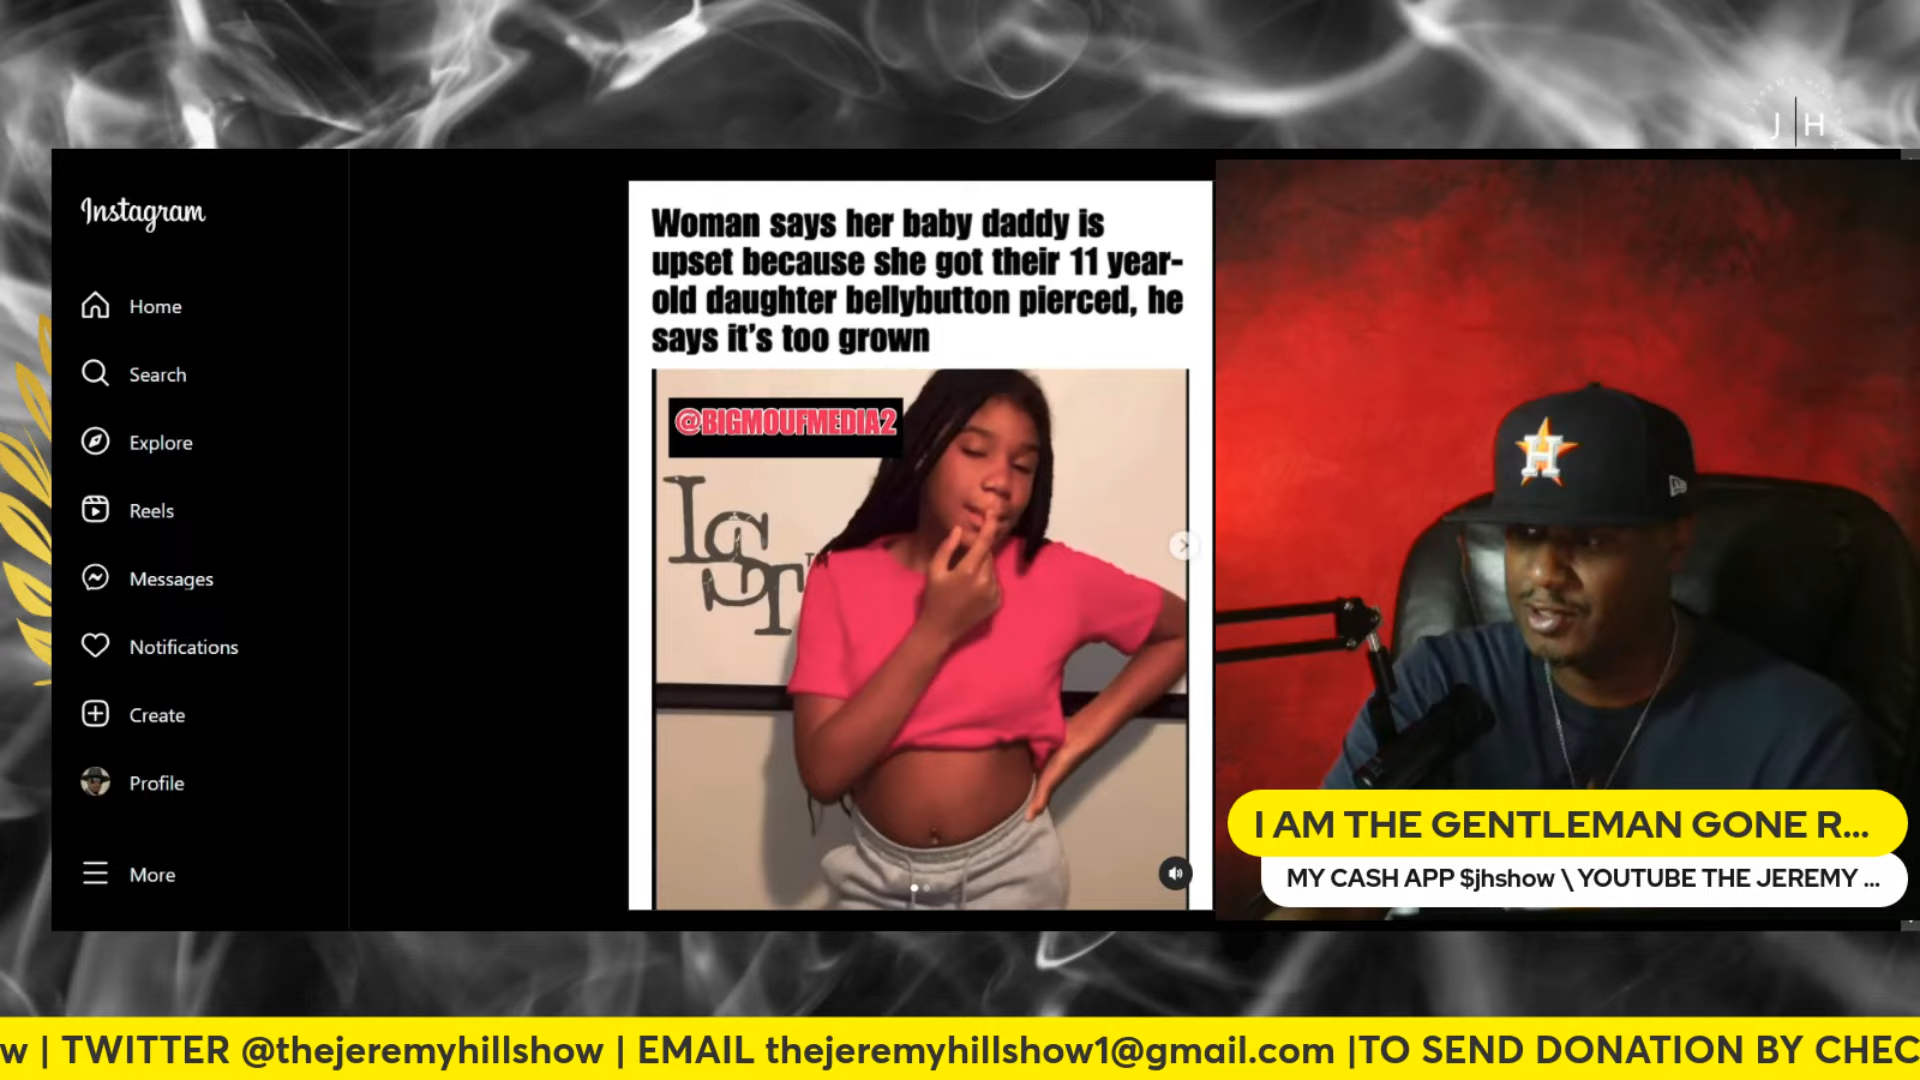 J | H
Instagram
Home
Search
Explore
Reels
Messages
Notifications
Create
Profile
More
Woman says her baby daddy is
upset because she got their 11 year-
old daughter bellybutton pierced, he
says it's too grown
@BIGMOUFMEDIA2
LOST™
H
I AM THE GENTLEMAN GONE R...
MY CASH APP $jhshow \ YOUTUBE THE JEREMY ...
w | TWITTER @thejeremyhillshow | EMAIL thejeremyhillshow1@gmail.com |TO SEND DONATION BY CHEC